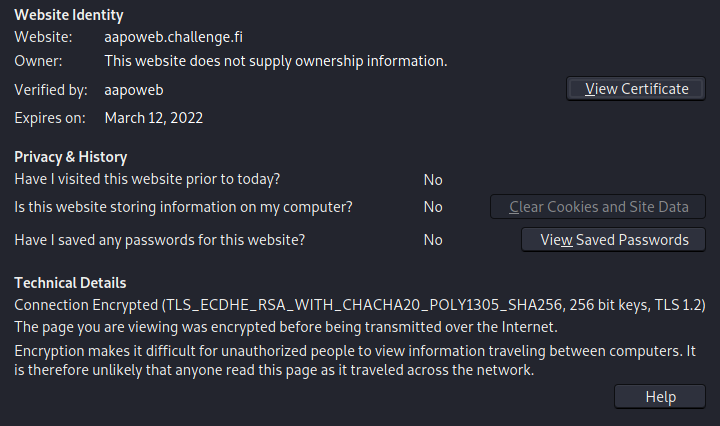 Website Identity
Website: aapoweb.challenge.fi
Owner: This website does not supply ownership information.
Verified by: aapoweb View Certificate
Expires on: March 12, 2022
Privacy & History
Have I visited this website prior to today? No
Is this website storing information on my computer? No Clear Cookies and Site Data
Have I saved any passwords for this website? No View Saved Passwords
Technical Details
Connection Encrypted (TLS_ECDHE_RSA_WITH_CHACHA20_POLY1305_SHA256, 256 bit keys, TLS 1.2)
The page you are viewing was encrypted before being transmitted over the Internet.
Encryption makes it difficult for unauthorized people to view information traveling between computers. It
is therefore unlikely that anyone read this page as it traveled across the network.
Help